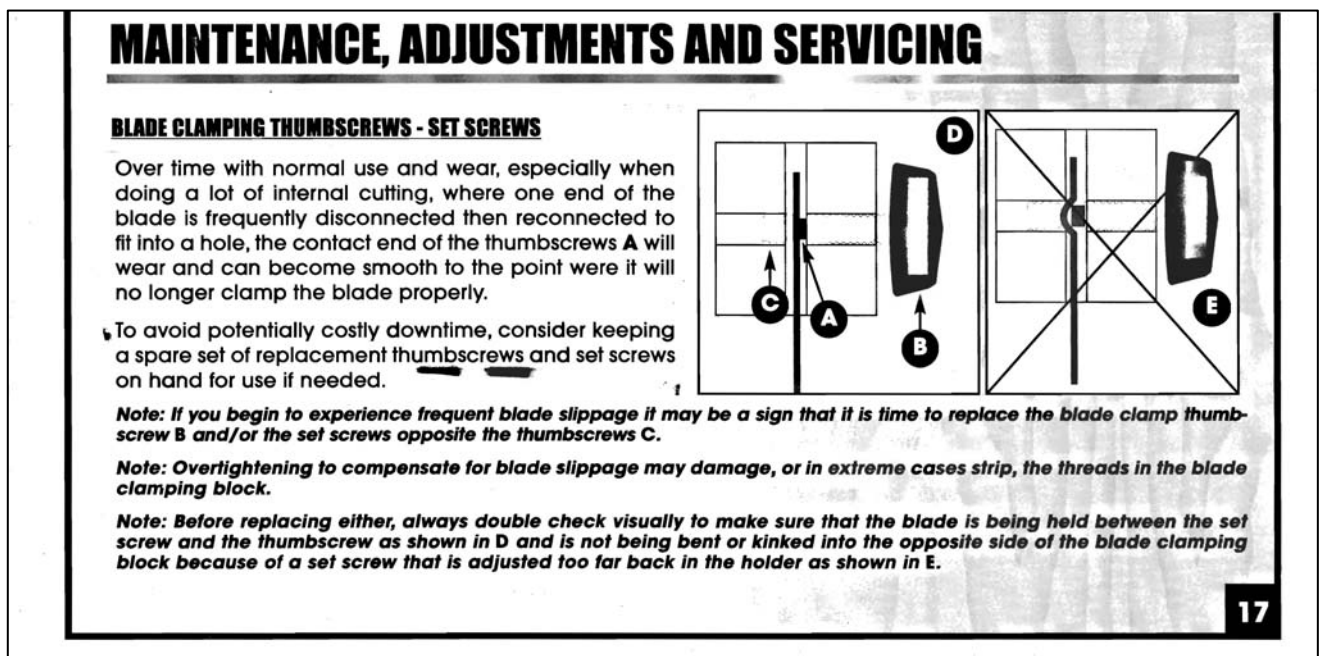 MAINTENANCE, ADJUSTMENTS AND SERVICING
BLADE CLAMPING THUMBSCREWS - SET SCREWS
Over time with normal use and wear, especially when
doing a lot of internal cutting, where one end of the
blade is frequently disconnected then reconnected to
fit into a hole, the contact end of the thumbscrews A will
wear and can become smooth to the point were it will
no longer clamp the blade properly.
To avoid potentially costly downtime, consider keeping
a spare set of replacement thumbscrews and set screws
on hand for use if needed.
D
C
A
B
E
Note: If you begin to experience frequent blade slippage it may be a sign that it is time to replace the blade clamp thumb-
screw B and/or the set screws opposite the thumbscrews C.
Note: Overtightening to compensate for blade slippage may damage, or in extreme cases strip, the threads in the blade
clamping block.
Note: Before replacing either, always double check visually to make sure that the blade is being held between the set
screw and the thumbscrew as shown in D and is not being bent or kinked into the opposite side of the blade clamping
block because of a set screw that is adjusted too far back in the holder as shown in E.
17